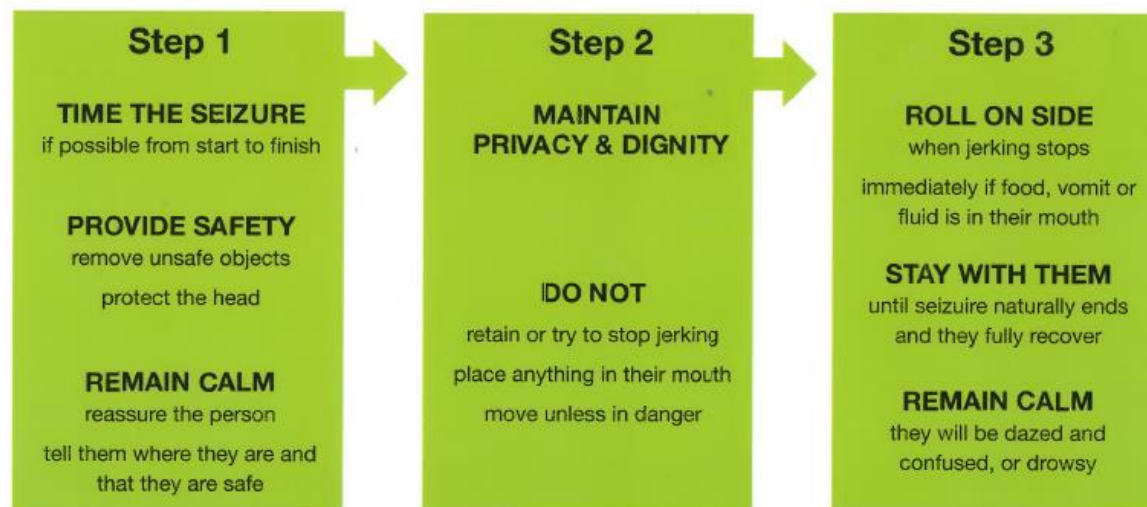 Step 1
TIME THE SEIZURE
if possible from start to finish
PROVIDE SAFETY
remove unsafe objects
protect the head
REMAIN CALM
reassure the person
tell them where they are and
that they are safe
Step 2
MAINTAIN
PRIVACY & DIGNITY
DO NOT
retain or try to stop jerking
place anything in their mouth
move unless in danger
Step 3
ROLL ON SIDE
when jerking stops
immediately if food, vomit or
fluid is in their mouth
STAY WITH THEM
until seizuire naturally ends
and they fully recover
REMAIN CALM
they will be dazed and
confused, or drowsy